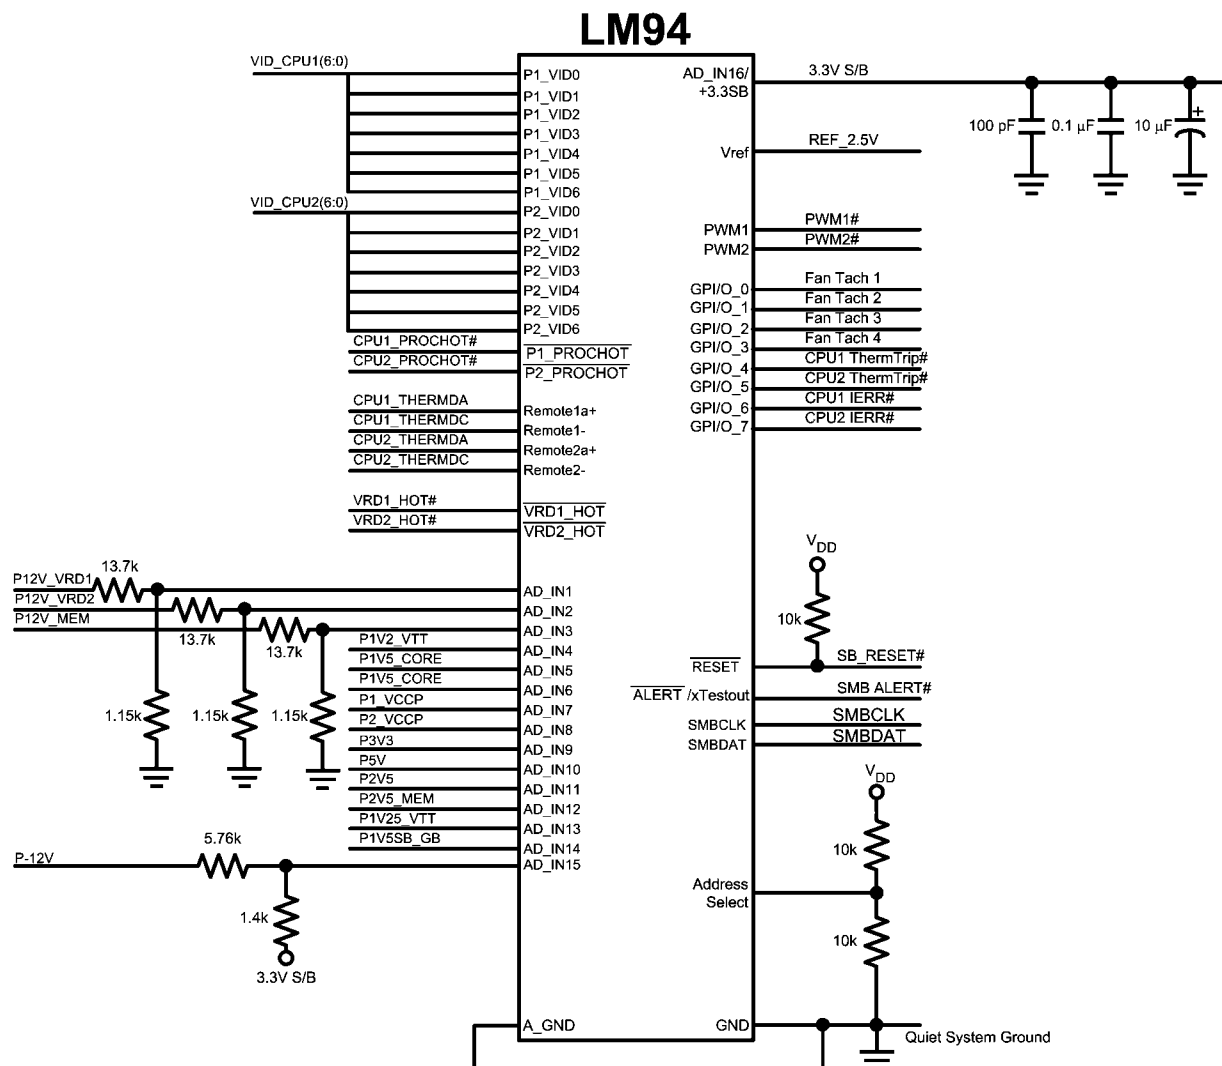 LM94
VID_CPU1(6:0)
P1_VID0
P1_VID1
P1_VID2
P1_VID3
P1_VID4
P1_VID5
P1_VID6
VID_CPU2(6:0)
P2_VID0
P2_VID1
P2_VID2
P2_VID3
P2_VID4
P2_VID5
P2_VID6
CPU1_PROCHOT#
P1_PROCHOT
CPU2_PROCHOT#
P2_PROCHOT
CPU1_THERMDA
Remote1a+
CPU1_THERMDC
Remote1-
CPU2_THERMDA
Remote2a+
CPU2_THERMDC
Remote2-
VRD1_HOT#
VRD1_HOT
VRD2_HOT#
VRD2_HOT
P12V_VRD1
13.7k
AD_IN1
P12V_VRD2
13.7k
AD_IN2
P12V_MEM
13.7k
AD_IN3
1.15k
1.15k
1.15k
P1V2_VTT
AD_IN4
P1V5_CORE
AD_IN5
P1V5_CORE
AD_IN6
P1_VCCP
AD_IN7
P2_VCCP
AD_IN8
P3V3
AD_IN9
P5V
AD_IN10
P2V5
AD_IN11
P2V5_MEM
AD_IN12
P1V25_VTT
AD_IN13
P1V5SB_GB
AD_IN14
P-12V
5.76k
AD_IN15
1.4k
3.3V S/B
A_GND
AD_IN16/
+3.3SB
3.3V S/B
100 pF
0.1 µF
10 µF
+
Vref
REF_2.5V
PWM1
PWM1#
PWM2
PWM2#
GPI/O_0
Fan Tach 1
GPI/O_1
Fan Tach 2
GPI/O_2
Fan Tach 3
GPI/O_3
Fan Tach 4
GPI/O_4
CPU1 ThermTrip#
GPI/O_5
CPU2 ThermTrip#
GPI/O_6
CPU1 IERR#
GPI/O_7
CPU2 IERR#
VDD
10k
RESET
SB_RESET#
ALERT /xTestout
SMB ALERT#
SMBCLK
SMBCLK
SMBDAT
SMBDAT
VDD
10k
Address
Select
10k
GND
Quiet System Ground